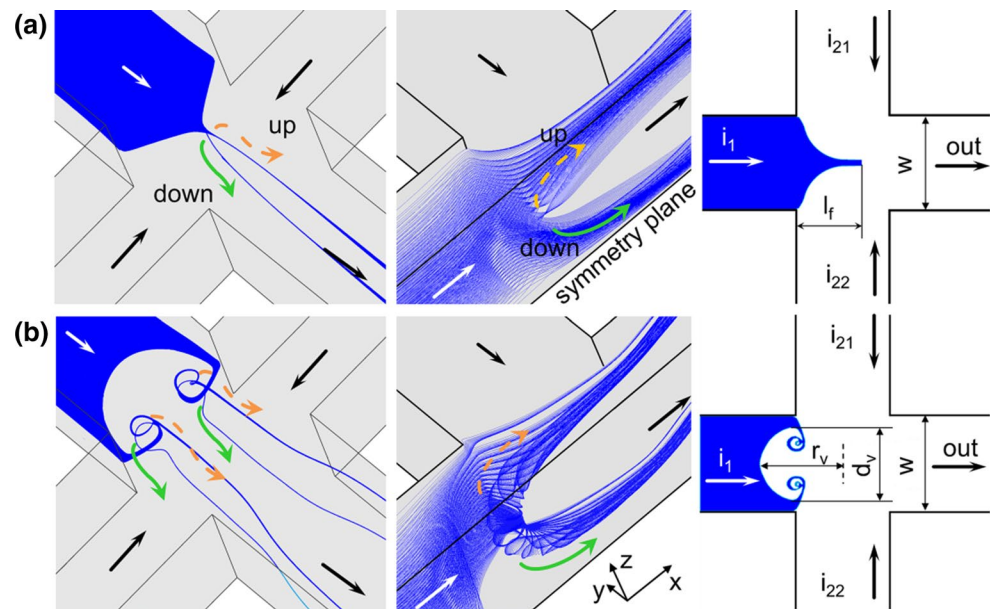 (a)
up
down
up
down
symmetry plane
i21
i1
w
out
lf
i22
(b)
i21
i1
rv
dv
w
out
i22
z
y
x